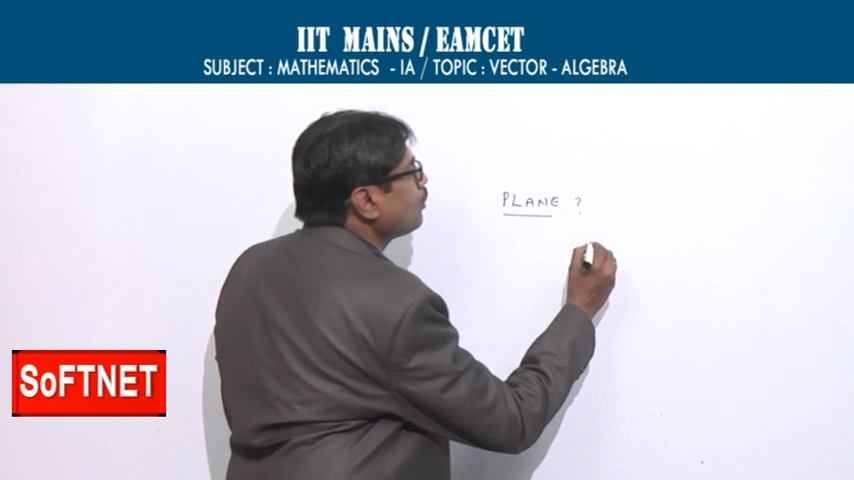 IIT MAINS / EAMCET
SUBJECT : MATHEMATICS - IA / TOPIC : VECTOR - ALGEBRA
PLANE ?
SoFTNET